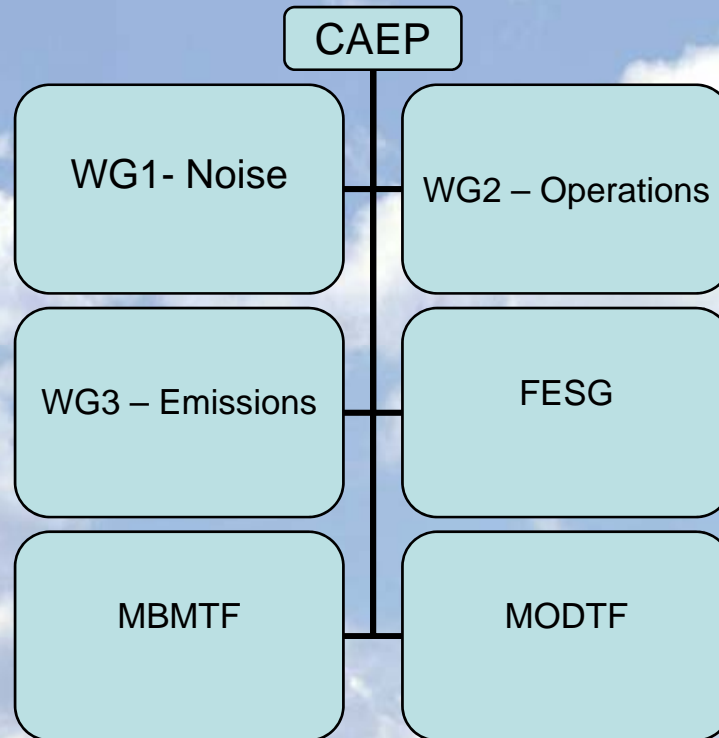 CAEP
WG1- Noise
WG2 – Operations
WG3 – Emissions
FESG
MBMTF
MODTF